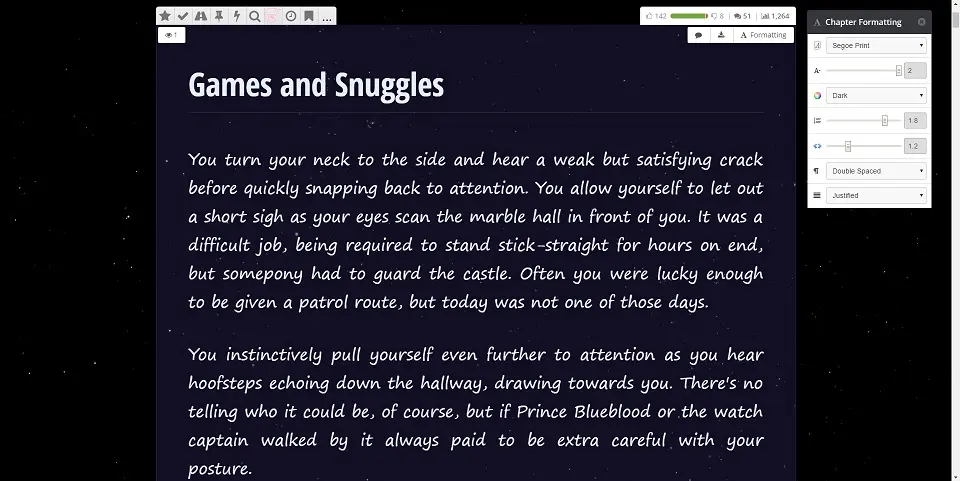 ...
142
8
51
1,264
1
Formatting
Chapter Formatting
Segoe Print
2
Dark
1.8
1.2
Double Spaced
Justified
Games and Snuggles
You turn your neck to the side and hear a weak but satisfying crack
before quickly snapping back to attention. You allow yourself to let out
a short sigh as your eyes scan the marble hall in front of you. It was a
difficult job, being required to stand stick-straight for hours on end,
but somepony had to guard the castle. Often you were lucky enough
to be given a patrol route, but today was not one of those days.
You instinctively pull yourself even further to attention as you hear
hoofsteps echoing down the hallway, drawing towards you. There's no
telling who it could be, of course, but if Prince Blueblood or the watch
captain walked by it always paid to be extra careful with your
posture.